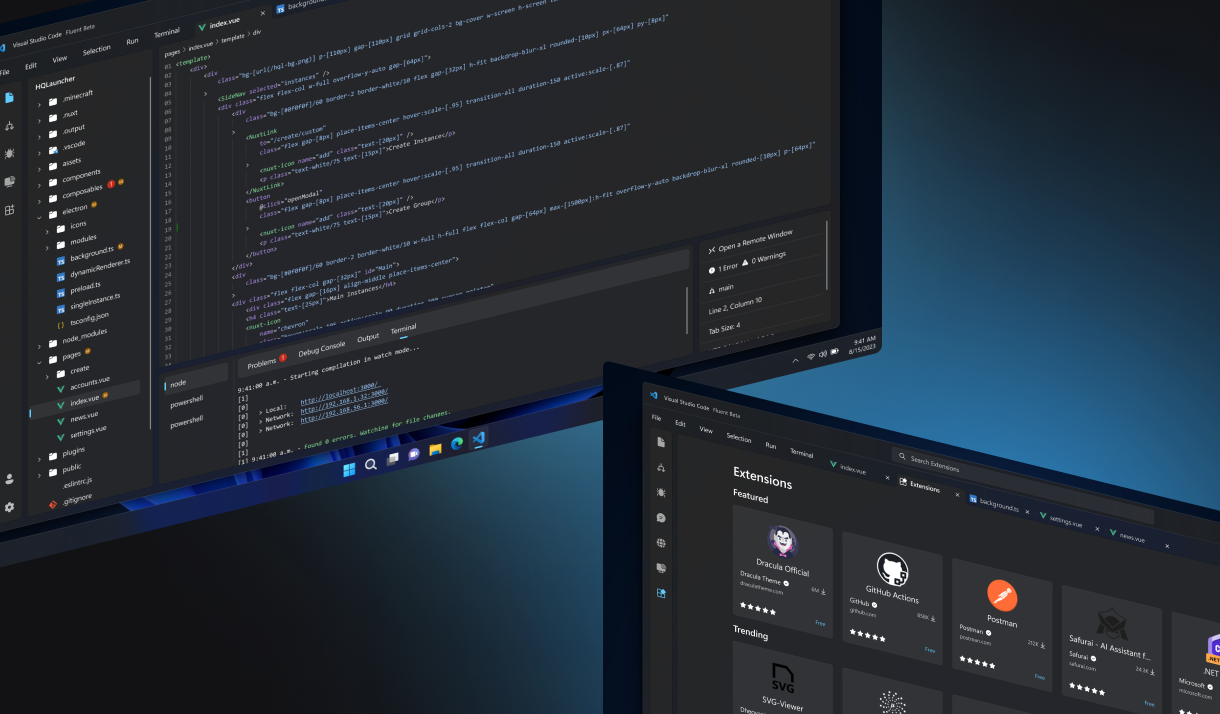 Visual Studio Code Fluent Beta
File
Edit
View
Selection
Run
Terminal
index.vue
background
HQLauncher
.minecraft
.nuxt
.output
.vscode
assets
components
composables
electron
icons
modules
background.ts
dynamicRenderer.ts
preload.ts
singleInstance.ts
tsconfig.json
node_modules
pages
create
accounts.vue
index.vue
news.vue
settings.vue
plugins
public
.eslintrc.js
.gitignore
pages > index.vue > template > div
<template>
<div>
<div
class="bg-[url(/hql-bg.png)] p-[110px] gap-[110px] grid grid-cols-2 bg-cover w-screen h-screen
>
<SideNav selected="instances" />
<div class="flex flex-col w-full overflow-y-auto gap-[64px]">
<div
class="bg-[#0f0f0f]/60 border-2 border-white/10 flex gap-[32px] h-fit backdrop-blur-xl rounded-[10px] px-[64px] py-[8px]"
>
<NuxtLink
to="/create/custom"
class="flex gap-[8px] place-items-center hover:scale-[.95] transition-all duration-150 active:scale-[.87]"
>
<nuxt-icon name="add" class="text-[20px]" />
<p class="text-white/75 text-[15px]">Create Instance</p>
</NuxtLink>
<button
@click="openModal"
class="flex gap-[8px] place-items-center hover:scale-[.95] transition-all duration-150 active:scale-[.87]"
>
<nuxt-icon name="add" class="text-[20px]" />
<p class="text-white/75 text-[15px]">Create Group</p>
</button>
</div>
<div
class="bg-[#0f0f0f]/60 border-2 border-white/10 w-full h-full flex flex-col gap-[64px] max-[1500px]:h-fit overflow-y-auto backdrop-blur-xl rounded-[10px] p-[64px]"
>
<div class="flex flex-col gap-[32px]" id="Main">
<div class="flex gap-[16px] align-middle place-items-center">
<h4 class="text-[25px]">Main Instances</h4>
<nuxt-icon
name="chevron"
node
powershell
powershell
Problems 1
Debug Console
Output
Terminal
9:41:00 a.m. - Starting compilation in watch mode...
[1]
[0]
[0] > Local: http://localhost:3000/
[0] > Network: http://192.168.1.32:3000/
[0] > Network: http://192.168.56.1:3000/
[0]
[1]
[1] 9:41:00 a.m. - Found 0 errors. Watching for file changes.
Open a Remote Window
1 Error 0 Warnings
main
Line 2, Column 10
Tab Size: 4
9:41 AM
8/15/2023
Visual Studio Code Fluent Beta
File
Edit
View
Selection
Run
Terminal
Search Extensions
index.vue
Extensions
background.ts
settings.vue
news.vue
Extensions
Featured
Dracula Official
Dracula Theme
draculatheme.com
6M
Free
GitHub Actions
GitHub
github.com
858K
Free
Postman
Postman
postman.com
212K
Free
Safurai - AI Assistant f...
Safurai
safurai.com
24.3K
Free
.NET
.NET
Microsoft
microsoft.com
Trending
SVG
SVG-Viewer